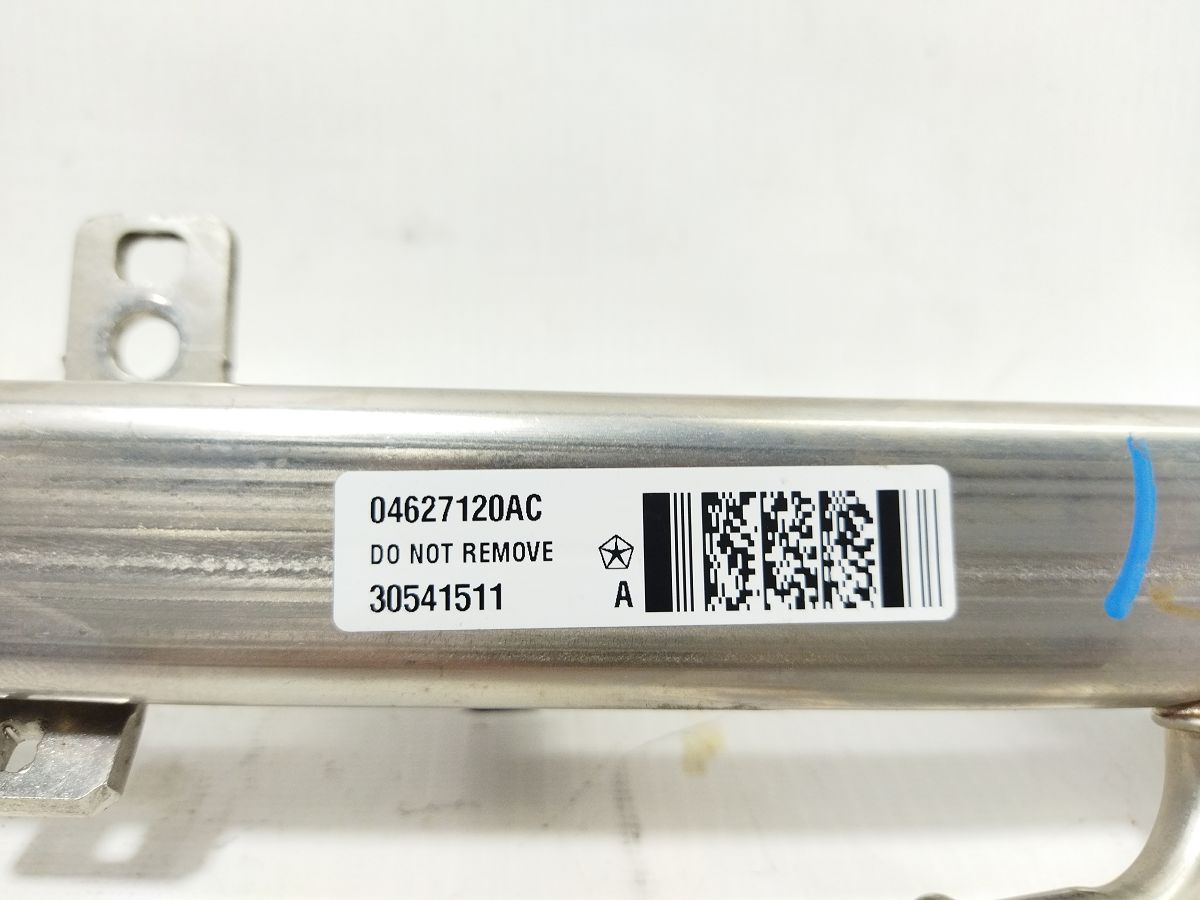 04627120AC
DO NOT REMOVE
30541511
A